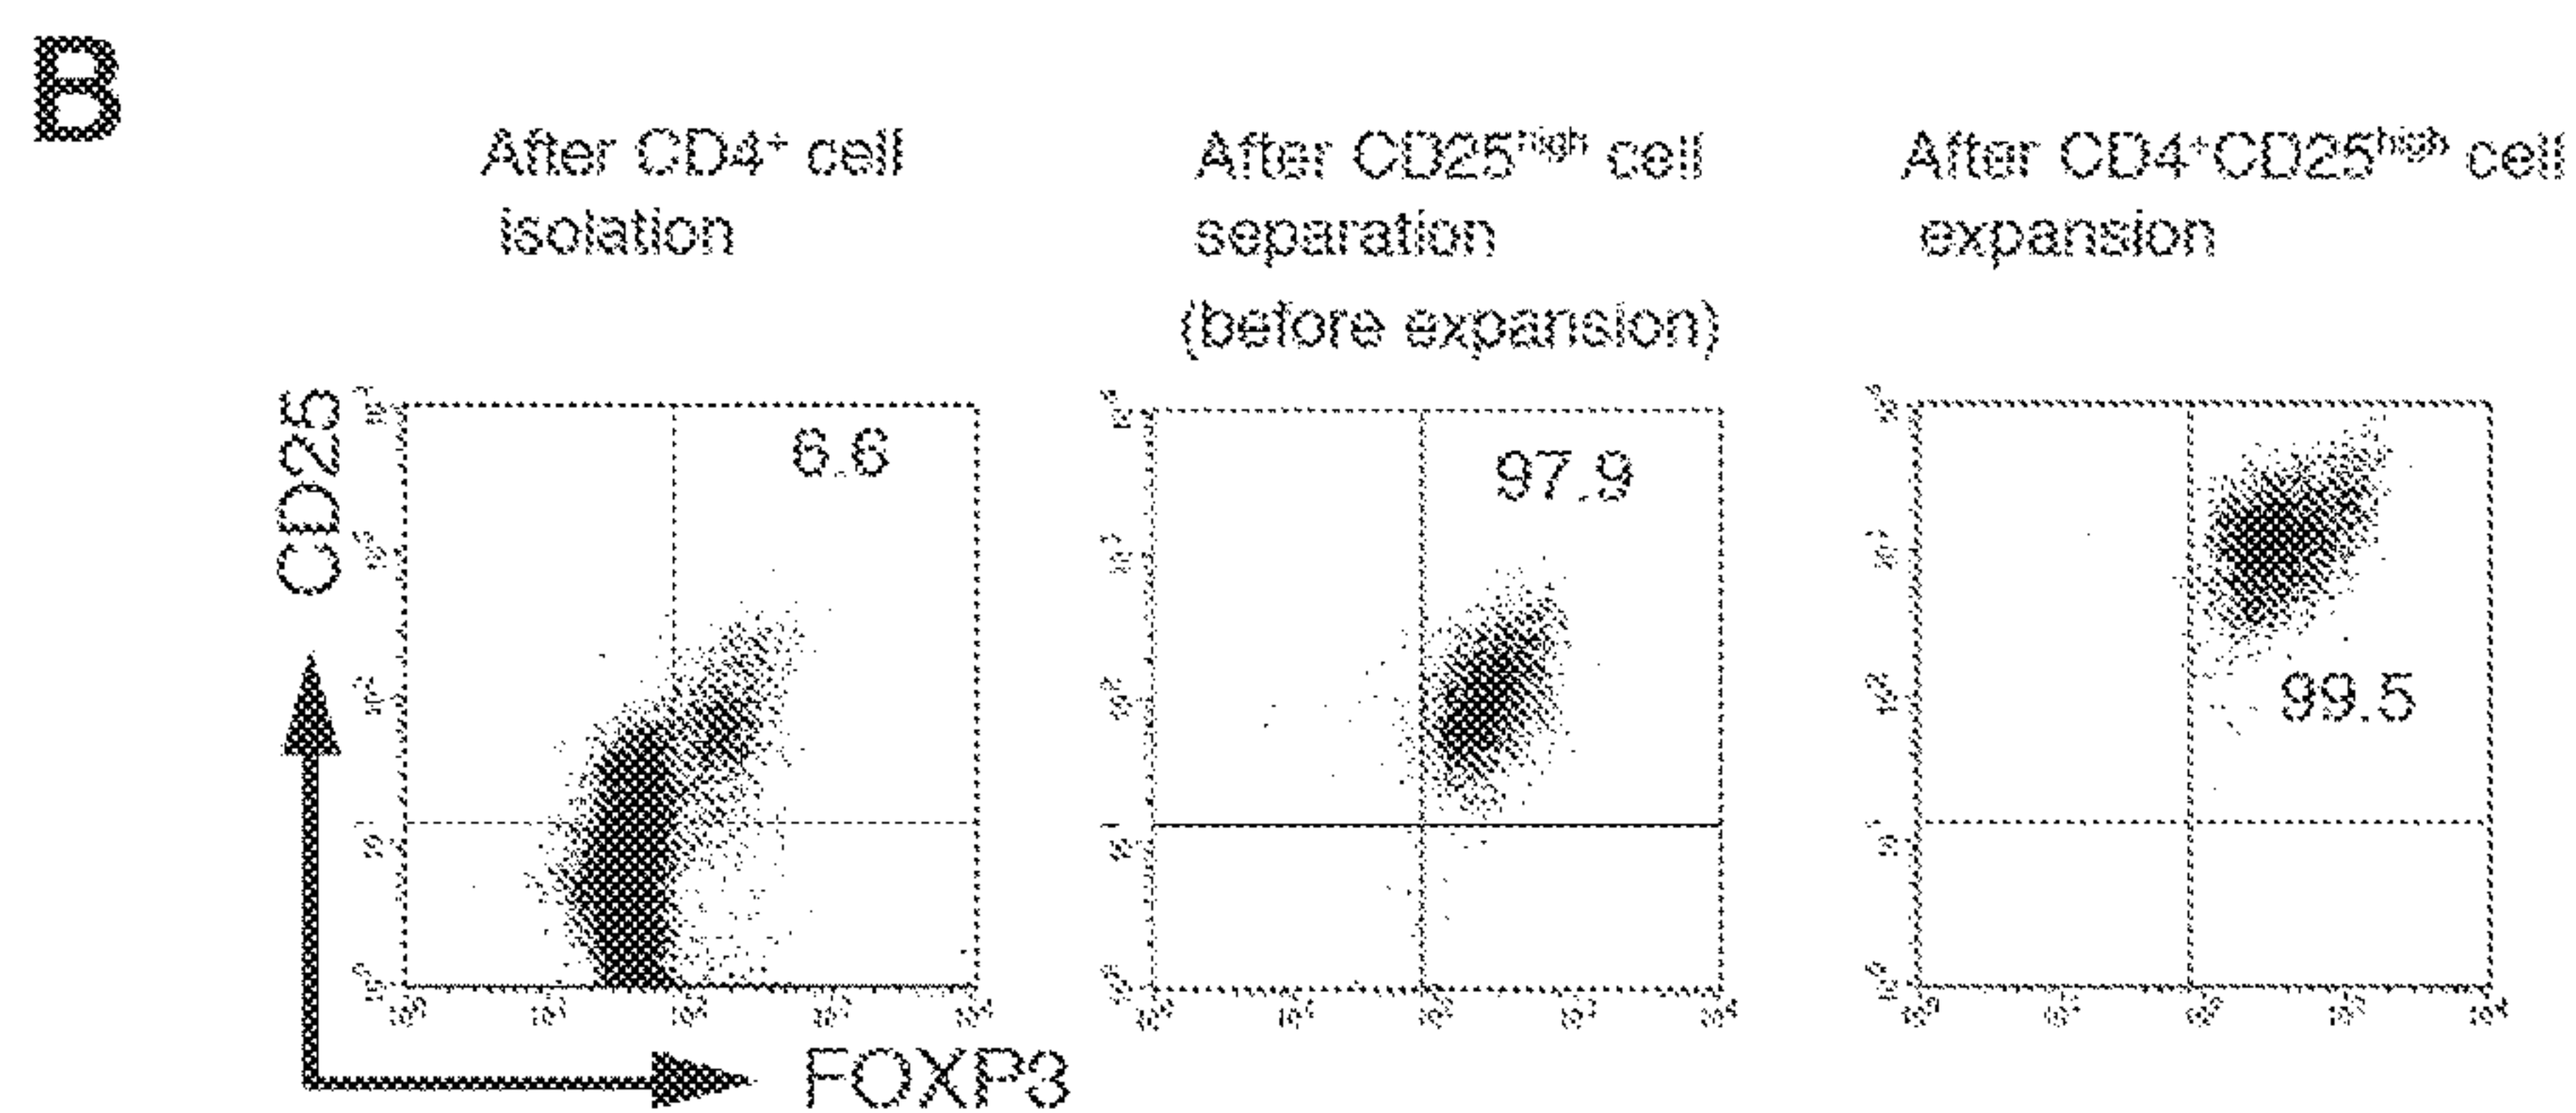 B
After CD4⁺ cell
isolation
After CD25ʰⁱᵍʰ cell
separation
(before expansion)
After CD4⁺CD25ʰⁱᵍʰ cell
expansion
CD25
6.6
97.9
99.5
FOXP3